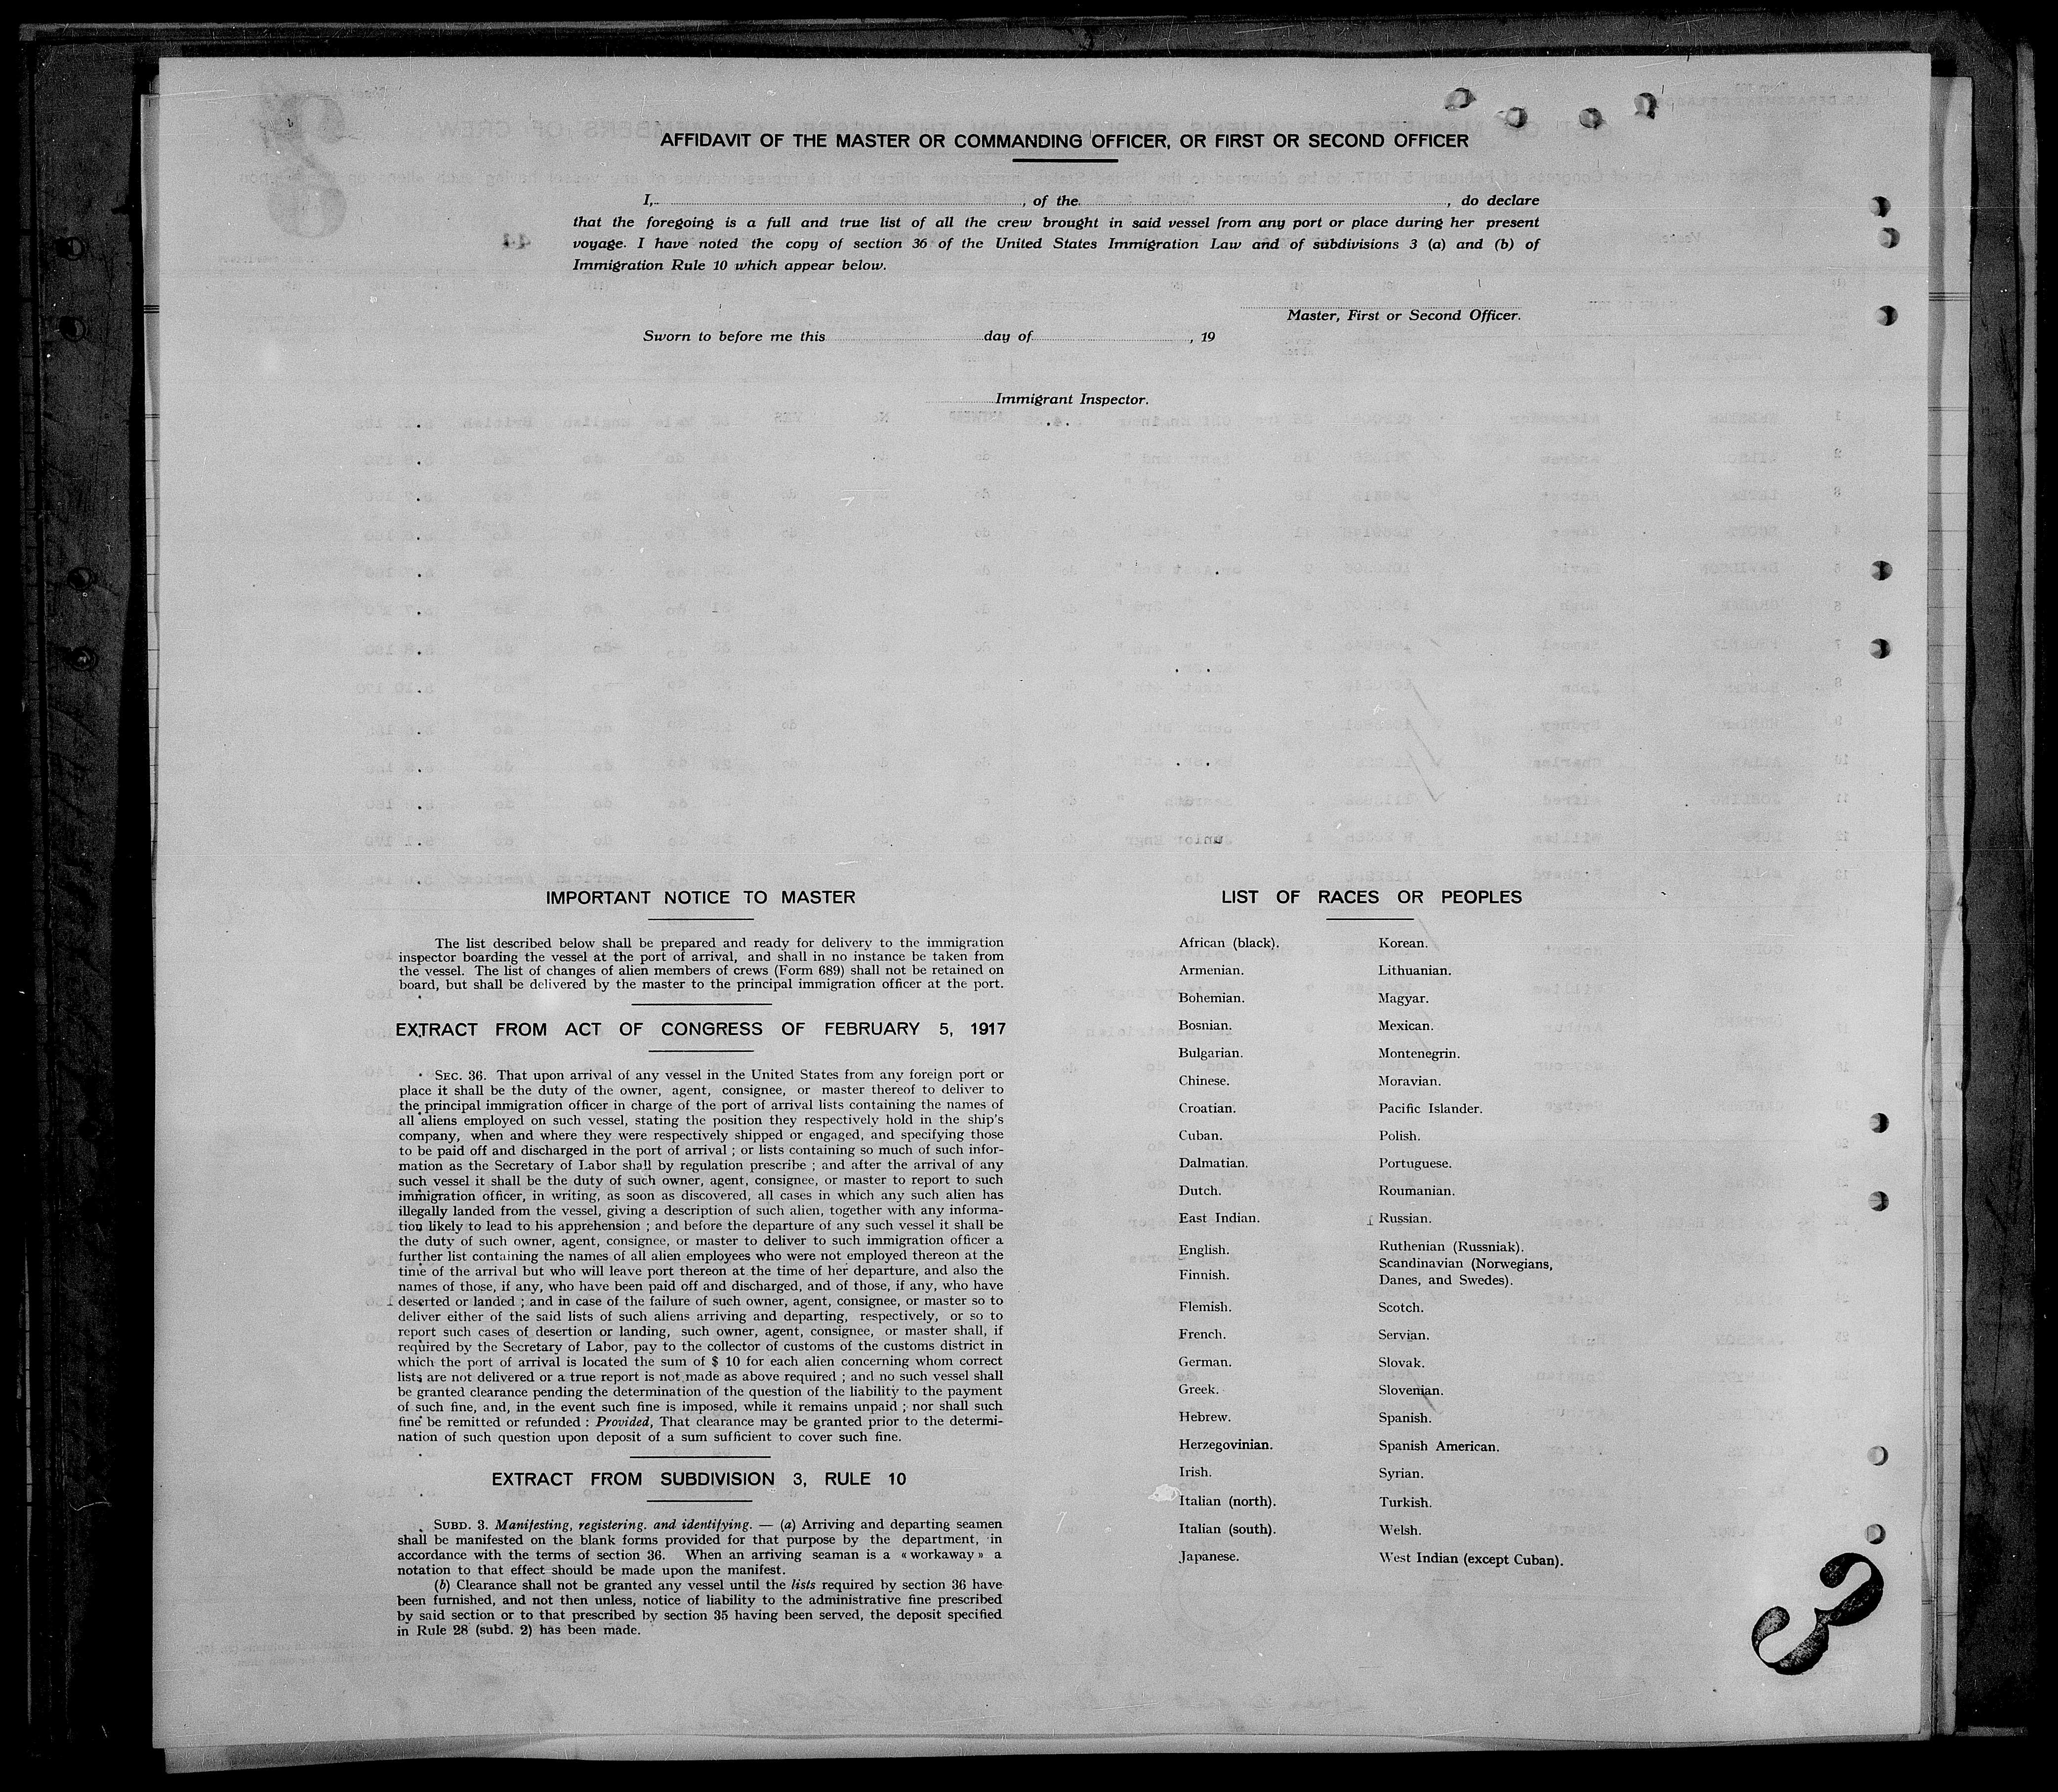 AFFIDAVIT OF THE MASTER OR COMMANDING OFFICER, OR FIRST OR SECOND OFFICER
I, , of the , do declare
that the foregoing is a full and true list of all the crew brought in said vessel from any port or place during her present
voyage. I have noted the copy of section 36 of the United States Immigration Law and of subdivisions 3 (a) and (b) of
Immigration Rule 10 which appear below.
Master, First or Second Officer.
Sworn to before me this day of , 19
Immigrant Inspector.
IMPORTANT NOTICE TO MASTER
The list described below shall be prepared and ready for delivery to the immigration
inspector boarding the vessel at the port of arrival, and shall in no instance be taken from
the vessel. The list of changes of alien members of crews (Form 689) shall not be retained on
board, but shall be delivered by the master to the principal immigration officer at the port.
EXTRACT FROM ACT OF CONGRESS OF FEBRUARY 5, 1917
SEC. 36. That upon arrival of any vessel in the United States from any foreign port or
place it shall be the duty of the owner, agent, consignee, or master thereof to deliver to
the principal immigration officer in charge of the port of arrival lists containing the names of
all aliens employed on such vessel, stating the position they respectively hold in the ship's
company, when and where they were respectively shipped or engaged, and specifying those
to be paid off and discharged in the port of arrival ; or lists containing so much of such infor-
mation as the Secretary of Labor shall by regulation prescribe ; and after the arrival of any
such vessel it shall be the duty of such owner, agent, consignee, or master to report to such
immigration officer, in writing, as soon as discovered, all cases in which any such alien has
illegally landed from the vessel, giving a description of such alien, together with any informa-
tion likely to lead to his apprehension ; and before the departure of any such vessel it shall be
the duty of such owner, agent, consignee, or master to deliver to such immigration officer a
further list containing the names of all alien employees who were not employed thereon at the
time of the arrival but who will leave port thereon at the time of her departure, and also the
names of those, if any, who have been paid off and discharged, and of those, if any, who have
deserted or landed ; and in case of the failure of such owner, agent, consignee, or master so to
deliver either of the said lists of such aliens arriving and departing, respectively, or so to
report such cases of desertion or landing, such owner, agent, consignee, or master shall, if
required by the Secretary of Labor, pay to the collector of customs of the customs district in
which the port of arrival is located the sum of $ 10 for each alien concerning whom correct
lists are not delivered or a true report is not made as above required ; and no such vessel shall
be granted clearance pending the determination of the question of the liability to the payment
of such fine, and, in the event such fine is imposed, while it remains unpaid ; nor shall such
fine be remitted or refunded : Provided, That clearance may be granted prior to the determi-
nation of such question upon deposit of a sum sufficient to cover such fine.
EXTRACT FROM SUBDIVISION 3, RULE 10
SUBD. 3. Manifesting, registering, and identifying. — (a) Arriving and departing seamen
shall be manifested on the blank forms provided for that purpose by the department, in
accordance with the terms of section 36. When an arriving seaman is a « workaway » a
notation to that effect should be made upon the manifest.
(b) Clearance shall not be granted any vessel until the lists required by section 36 have
been furnished, and not then unless, notice of liability to the administrative fine prescribed
by said section or to that prescribed by section 35 having been served, the deposit specified
in Rule 28 (subd. 2) has been made.
LIST OF RACES OR PEOPLES
African (black).
Armenian.
Bohemian.
Bosnian.
Bulgarian.
Chinese.
Croatian.
Cuban.
Dalmatian.
Dutch.
East Indian.
English.
Finnish.
Flemish.
French.
German.
Greek.
Hebrew.
Herzegovinian.
Irish.
Italian (north).
Italian (south).
Japanese.
Korean.
Lithuanian.
Magyar.
Mexican.
Montenegrin.
Moravian.
Pacific Islander.
Polish.
Portuguese.
Roumanian.
Russian.
Ruthenian (Russniak).
Scandinavian (Norwegians,
Danes, and Swedes).
Scotch.
Servian.
Slovak.
Slovenian.
Spanish.
Spanish American.
Syrian.
Turkish.
Welsh.
West Indian (except Cuban).
3